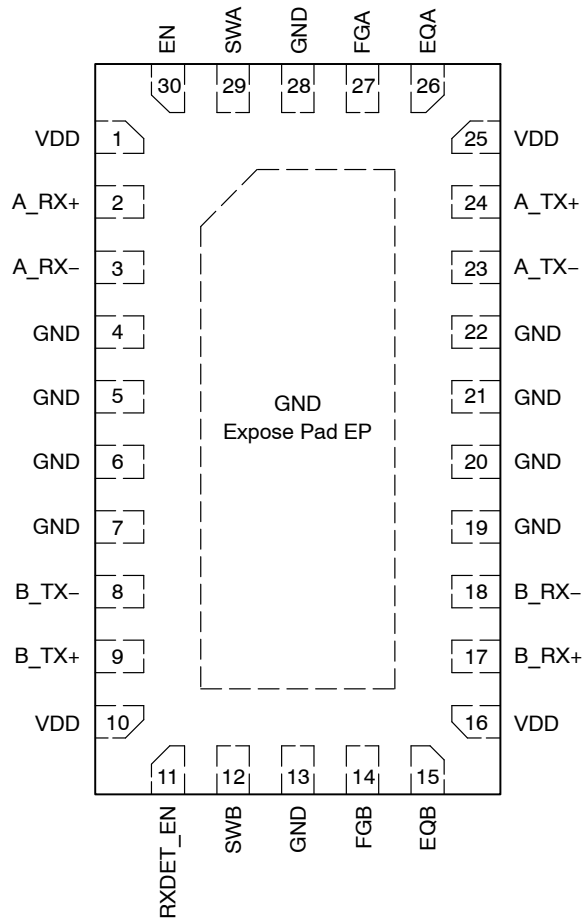 EN SWA GND FGA EQA
30 29 28 27 26
VDD 1 25 VDD
A_RX+ 2 24 A_TX+
A_RX− 3 23 A_TX−
GND 4 22 GND
GND 5 21 GND
GND 6 20 GND
GND 7 19 GND
B_TX− 8 18 B_RX−
B_TX+ 9 17 B_RX+
VDD 10 16 VDD
GND
Expose Pad EP
11 12 13 14 15
RXDET_EN SWB GND FGB EQB